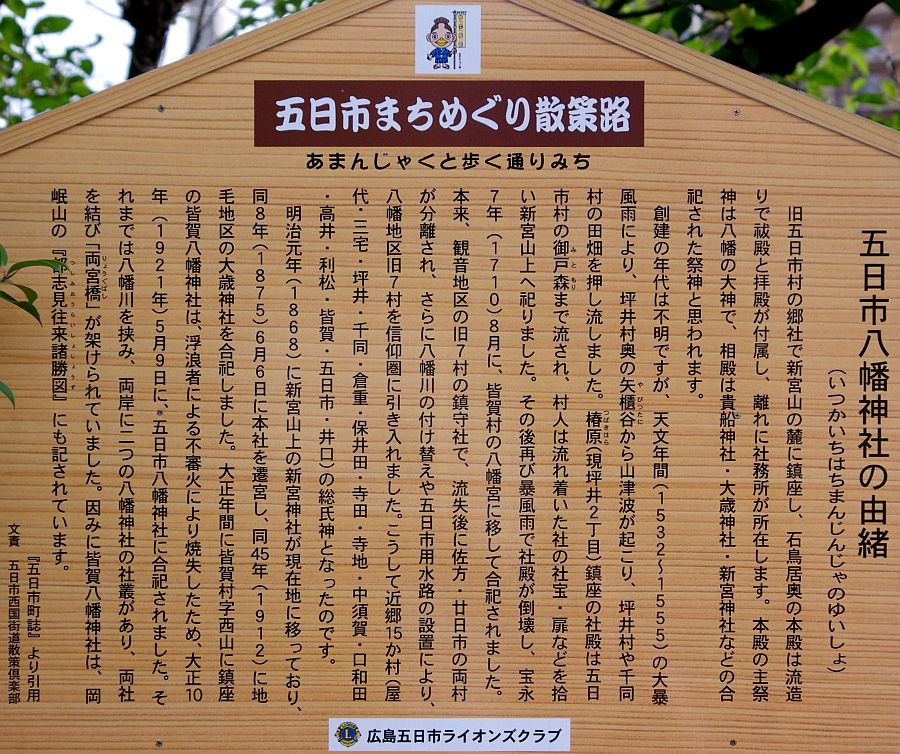 五日市まちめぐり散策路
あまんじゃくと歩く通りみち
五日市八幡神社の由緒
(いつかいちはちまんじんじゃのゆいしょ)
旧五日市村の郷社で新宮山の麓に鎮座し、石鳥居奥の本殿は流造
りで祓殿と拝殿が付属し、離れに社務所が所在します。本殿の主祭
神は八幡の大神で、相殿は貴船神社・大歳神社・新宮神社などの合
祀された祭神と思われます。
創建の年代は不明ですが、天文年間(1532~1555)の大暴
風雨により、坪井村奥の矢櫃谷から山津波が起こり、坪井村や千同
村の田畑を押し流しました。椿原(現坪井2丁目)鎮座の社殿は五日
市村の御戸森まで流され、村人は流れ着いた社の社宝・扉などを拾
い新宮山上へ祀りました。その後再び暴風雨で社殿が倒壊し、宝永
7年(1710)8月に、皆賀村の八幡宮に移して合祀されました。
本来、観音地区の旧7村の鎮守社で、流失後に佐方・廿日市の両村
が分離され、さらに八幡川の付け替えや五日市用水路の設置により、
八幡地区旧7村を信仰圏に引き入れました。こうして近郷15か村(屋
代・三宅・坪井・千同・倉重・保井田・寺田・寺地・中須賀・口和田
・高井・利松・皆賀・五日市・井口)の総氏神となったのです。
明治元年(1868)に新宮山上の新宮神社が現在地に移っており、
同8年(1875)6月6日に本社を遷宮し、同45年(1912)に地
毛地区の大歳神社を合祀しました。大正年間に皆賀村字西山に鎮座
の皆賀八幡神社は、浮浪者による不審火により焼失したため、大正10
年(1921年)5月9日に、五日市八幡神社に合祀されました。そ
れまでは八幡川を挟み、両岸に二つの八幡神社の社叢があり、両社
を結び「両宮橋」が架けられていました。因みに皆賀八幡神社は、岡
岷山の『都志見往来諸勝図』にも記されています。
『五日市町誌』より引用
文責 五日市西国街道散策倶楽部
広島五日市ライオンズクラブ